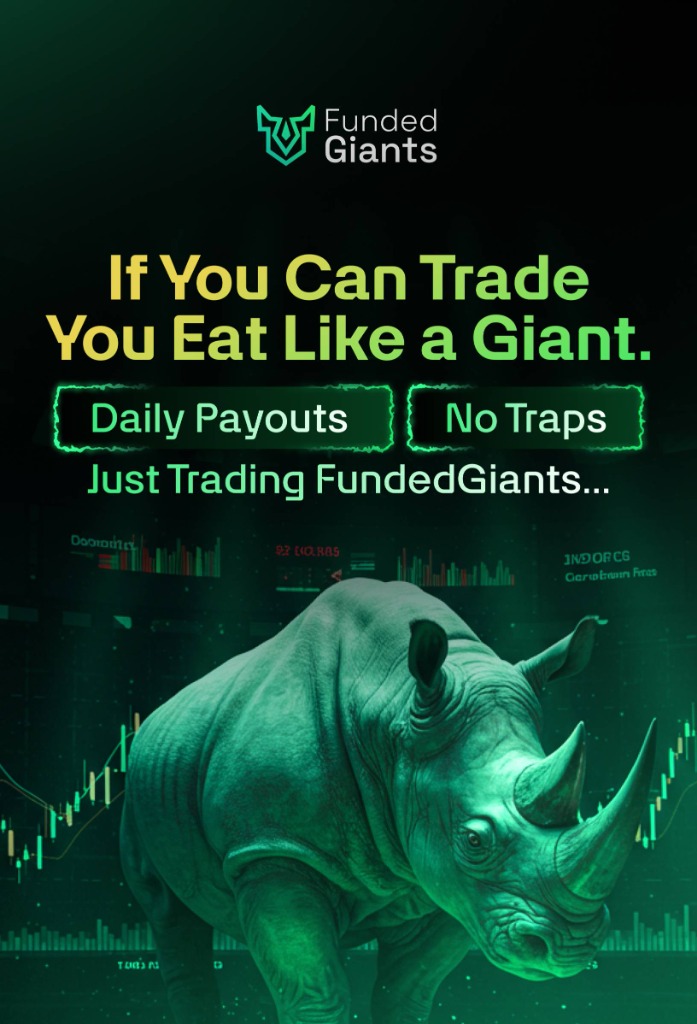 Funded
Giants
If You Can Trade
You Eat Like a Giant.
Daily Payouts
No Traps
Just Trading FundedGiants...